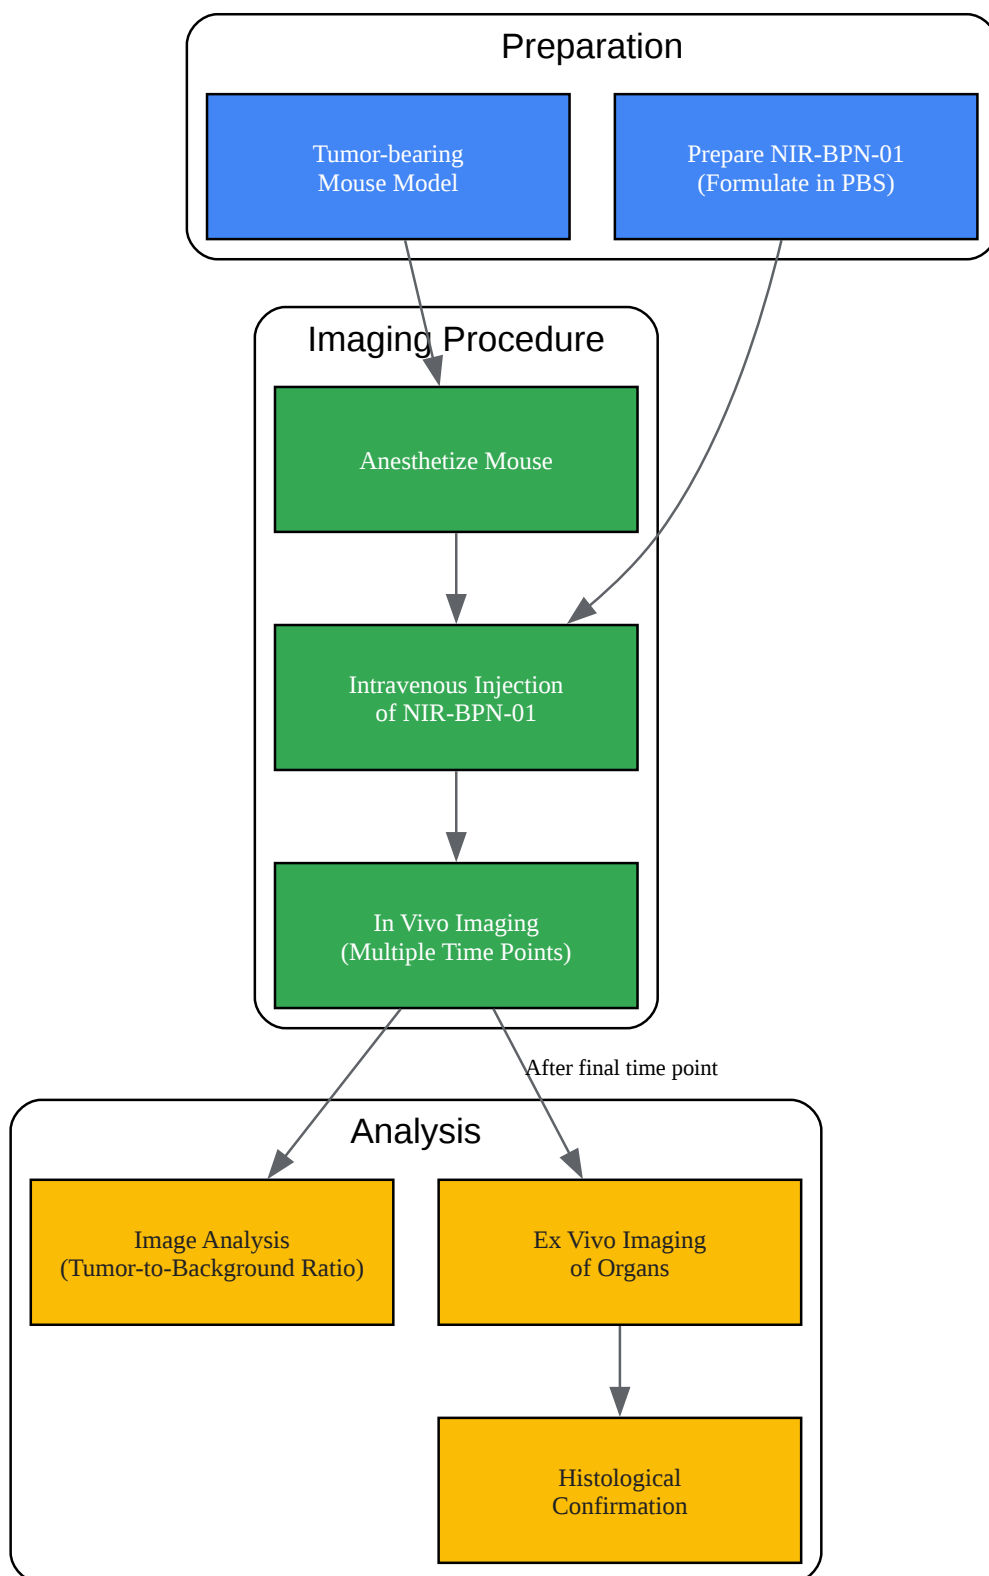 Preparation
Tumor-bearing
Mouse Model
Prepare NIR-BPN-01
(Formulate in PBS)
Imaging Procedure
Anesthetize Mouse
Intravenous Injection
of NIR-BPN-01
In Vivo Imaging
(Multiple Time Points)
After final time point
Analysis
Image Analysis
(Tumor-to-Background Ratio)
Ex Vivo Imaging
of Organs
Histological
Confirmation